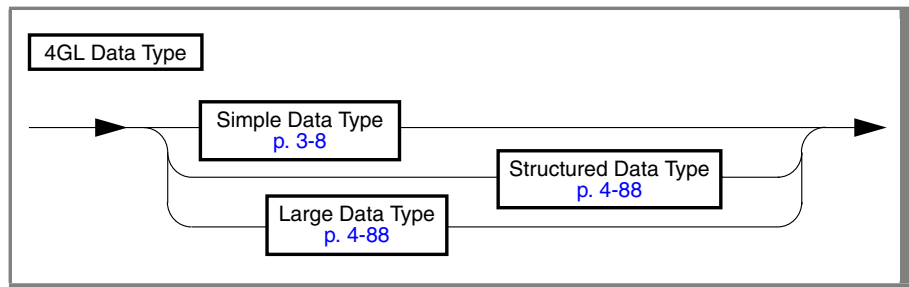 4GL Data Type
Simple Data Type
p. 3-8
Structured Data Type
p. 4-88
Large Data Type
p. 4-88